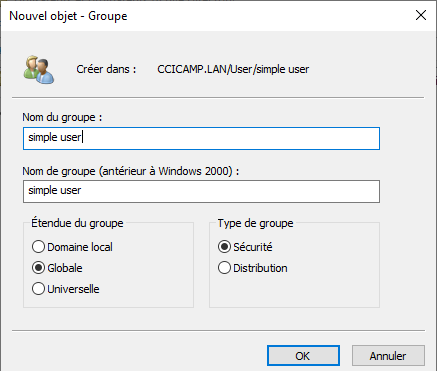 Nouvel objet - Groupe
Créer dans : CCICAMP.LAN/User/simple user
Nom du groupe :
simple user
Nom de groupe (antérieur à Windows 2000) :
simple user
Étendue du groupe
Domaine local
Globale
Universelle
Type de groupe
Sécurité
Distribution
OK
Annuler